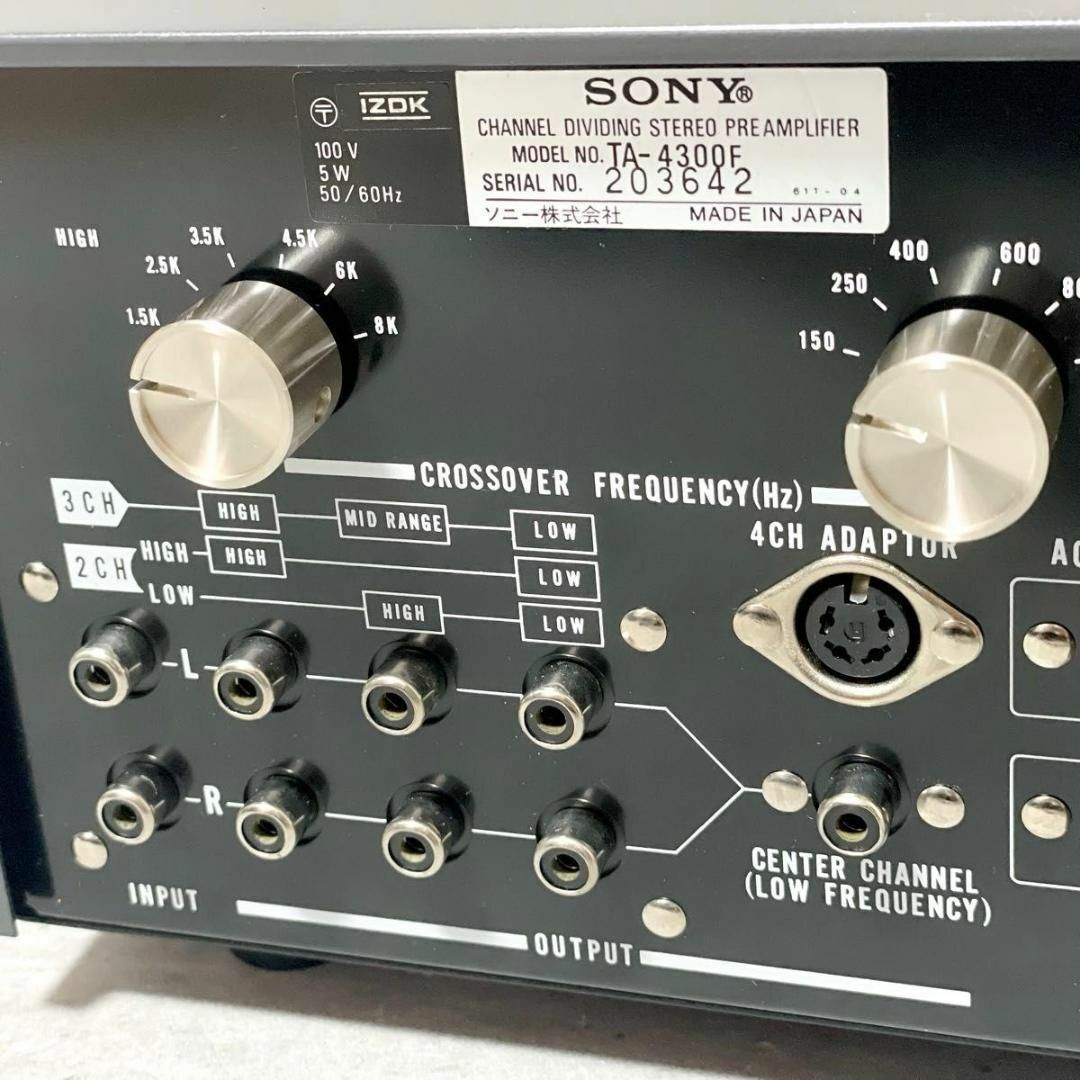 〒 IZDK
100 V
5 W
50/60Hz
SONY®
CHANNEL DIVIDING STEREO PREAMPLIFIER
MODEL NO. TA-4300F
SERIAL NO. 203642 611-04
ソニー株式会社 MADE IN JAPAN
HIGH
1.5K 2.5K 3.5K 4.5K 6K 8K
150 250 400 600
CROSSOVER FREQUENCY(Hz)
3CH HIGH MID RANGE LOW
2CH HIGH HIGH LOW
LOW HIGH LOW
4CH ADAPTOR
L
R
INPUT
OUTPUT
CENTER CHANNEL
(LOW FREQUENCY)